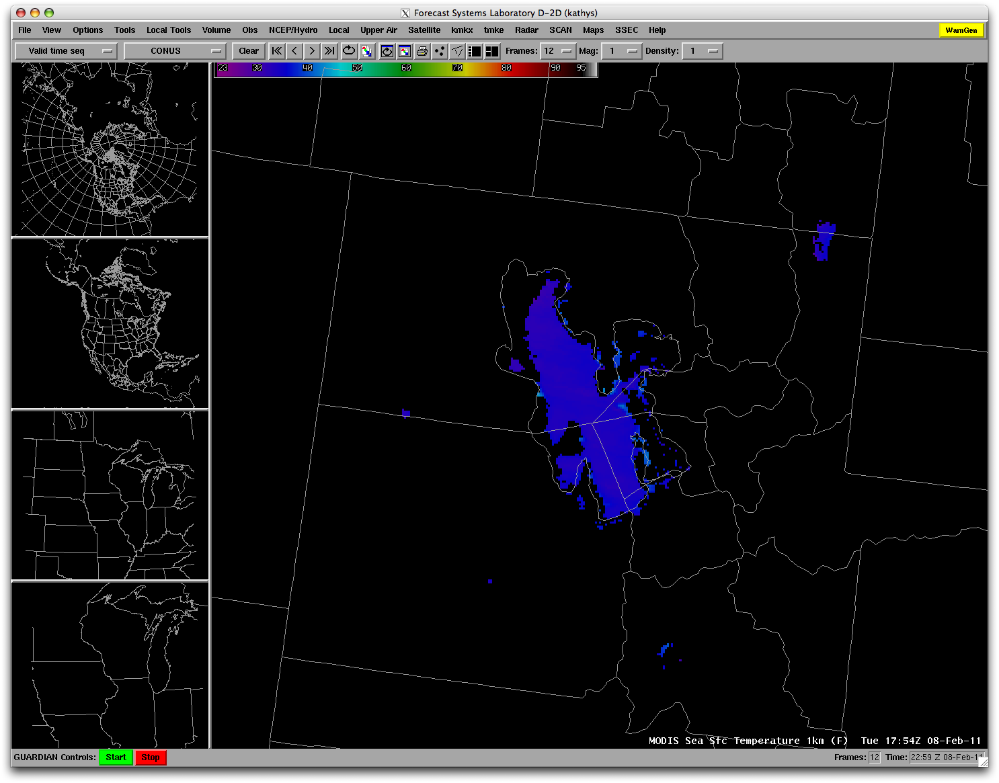 Forecast Systems Laboratory D-2D (kathys)
File View Options Tools Local Tools Volume Obs NCEP/Hydro Local Upper Air Satellite kmkx tmke Radar SCAN Maps SSEC Help WarnGen
Valid time seq CONUS Clear Frames: 12 Mag: 1 Density: 1
23 30 40 50 60 70 80 90 95
MODIS Sea Sfc Temperature 1km (F) Tue 17:54Z 08-Feb-11
GUARDIAN Controls: Start Stop Frames: 12 Time: 22:59 Z 08-Feb-11